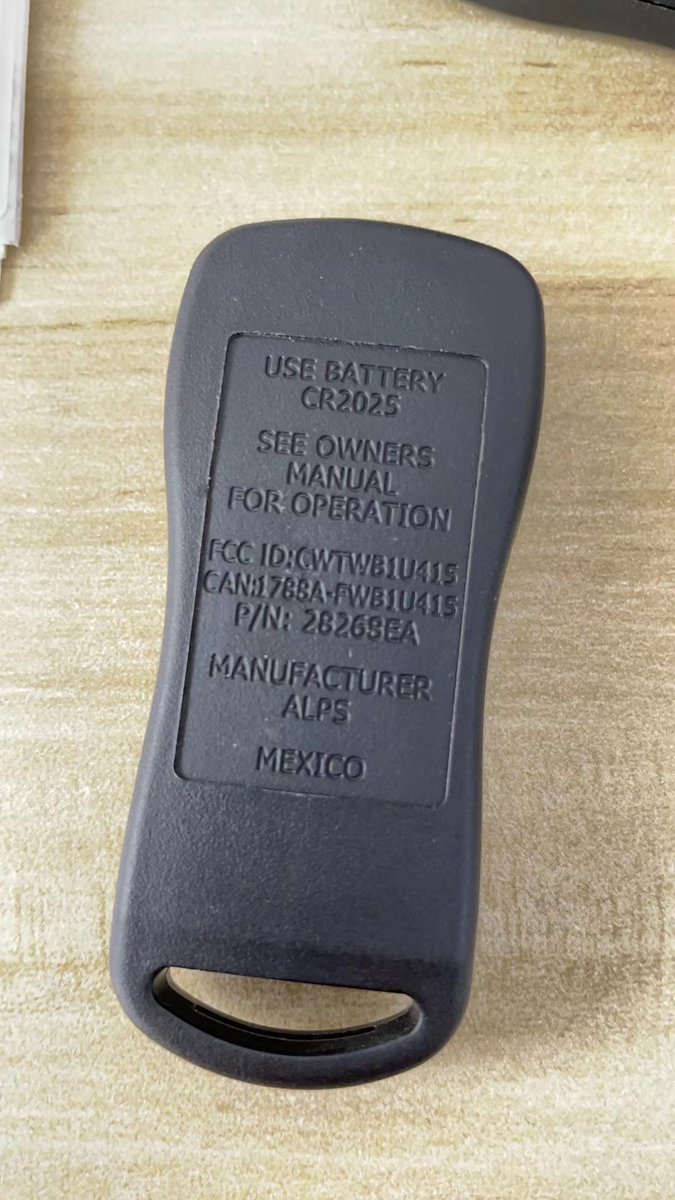 USE BATTERY
CR2025
SEE OWNERS
MANUAL
FOR OPERATION
FCC ID:CWTWB1U415
CAN:1788A-FWB1U415
P/N: 28268EA
MANUFACTURER
ALPS
MEXICO